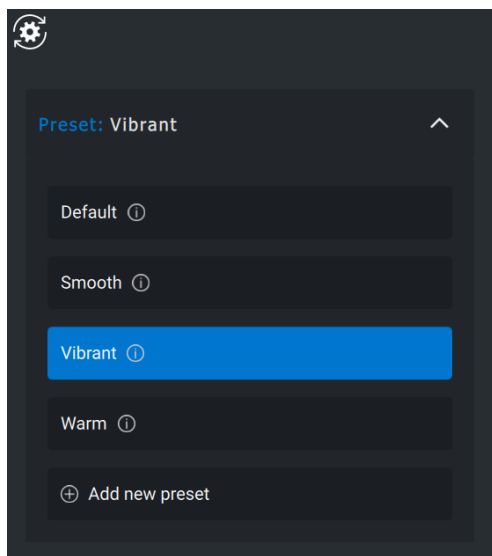 Preset: Vibrant
Default
Smooth
Vibrant
Warm
Add new preset